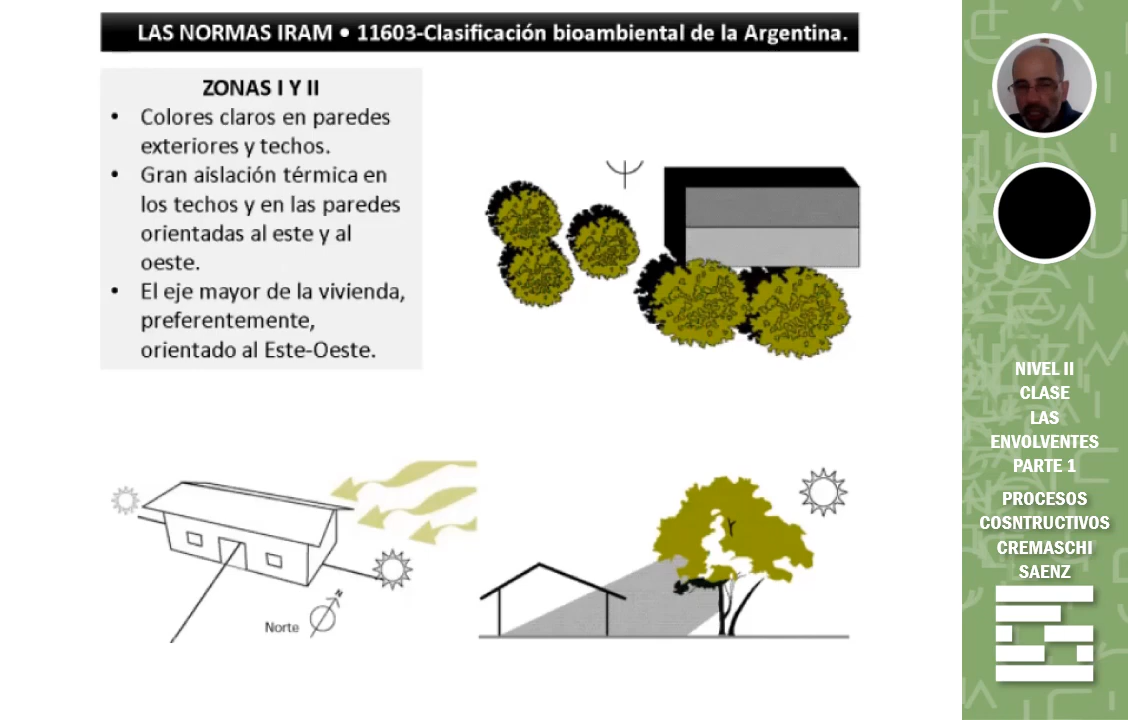 LAS NORMAS IRAM • 11603-Clasificación bioambiental de la Argentina.
ZONAS I Y II
• Colores claros en paredes
exteriores y techos.
• Gran aislación térmica en
los techos y en las paredes
orientadas al este y al
oeste.
• El eje mayor de la vivienda,
preferentemente,
orientado al Este-Oeste.
N
Norte
NIVEL II
CLASE
LAS
ENVOLVENTES
PARTE 1
PROCESOS
COSNTRUCTIVOS
CREMASCHI
SAENZ